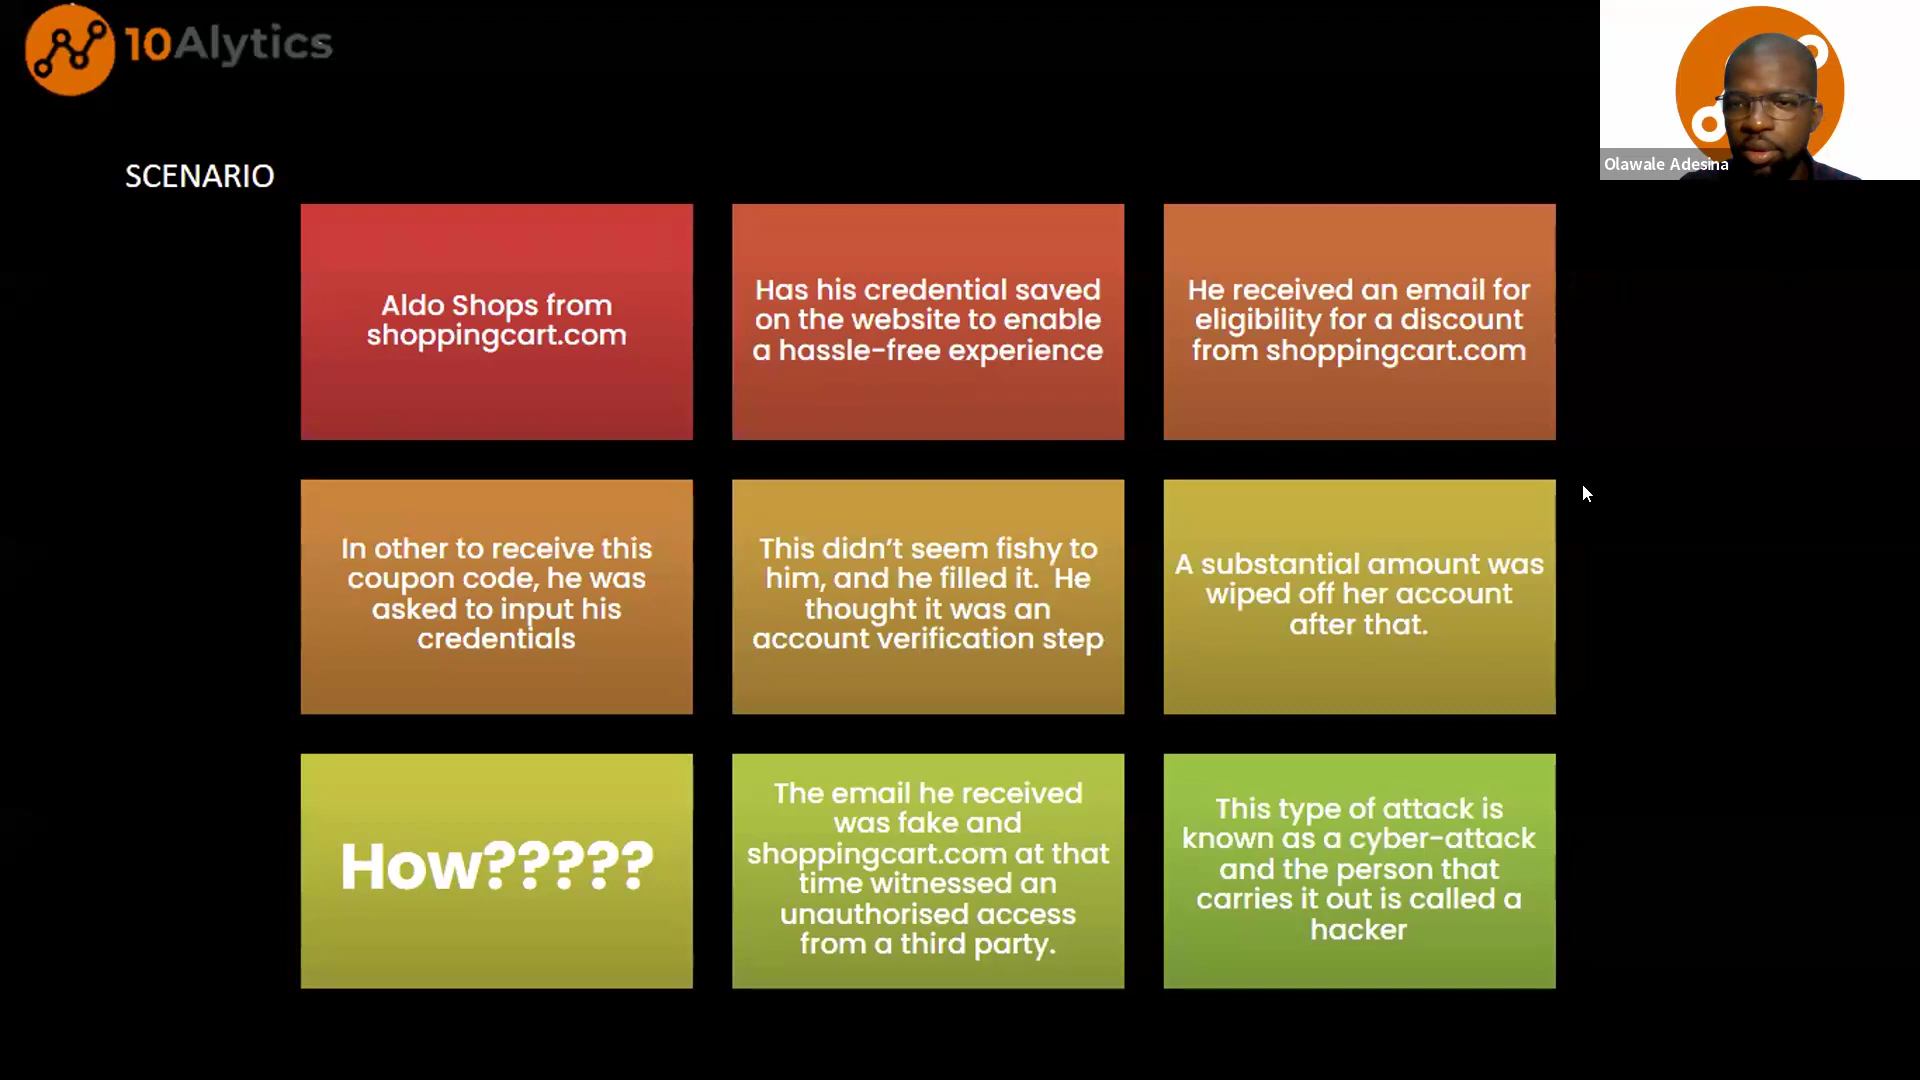 10Alytics
Olawale Adesina
SCENARIO
Aldo Shops from
shoppingcart.com
Has his credential saved
on the website to enable
a hassle-free experience
He received an email for
eligibility for a discount
from shoppingcart.com
In other to receive this
coupon code, he was
asked to input his
credentials
This didn't seem fishy to
him, and he filled it.  He
thought it was an
account verification step
A substantial amount was
wiped off her account
after that.
How?????
The email he received
was fake and
shoppingcart.com at that
time witnessed an
unauthorised access
from a third party.
This type of attack is
known as a cyber-attack
and the person that
carries it out is called a
hacker